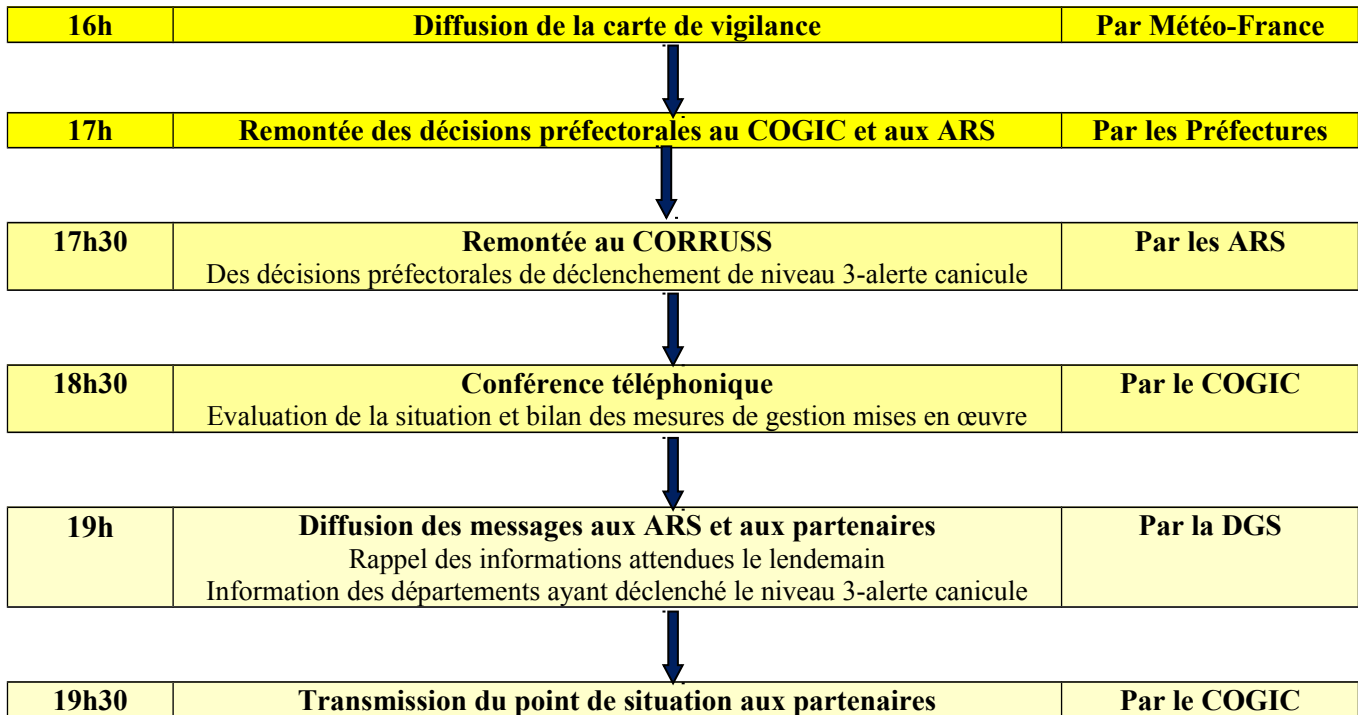 16h Diffusion de la carte de vigilance Par Météo-France
17h Remontée des décisions préfectorales au COGIC et aux ARS Par les Préfectures
17h30 Remontée au CORRUSS Par les ARS
Des décisions préfectorales de déclenchement de niveau 3-alerte canicule
18h30 Conférence téléphonique Par le COGIC
Evaluation de la situation et bilan des mesures de gestion mises en œuvre
19h Diffusion des messages aux ARS et aux partenaires Par la DGS
Rappel des informations attendues le lendemain
Information des départements ayant déclenché le niveau 3-alerte canicule
19h30 Transmission du point de situation aux partenaires Par le COGIC